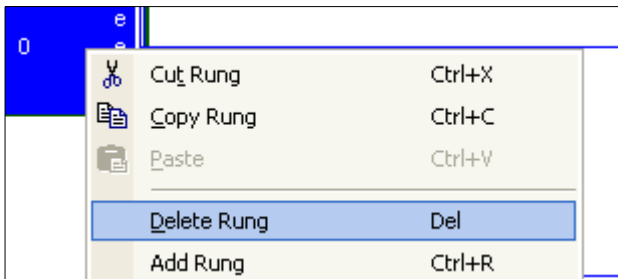 e
0 e
Cut Rung Ctrl+X
Copy Rung Ctrl+C
Paste Ctrl+V
Delete Rung Del
Add Rung Ctrl+R